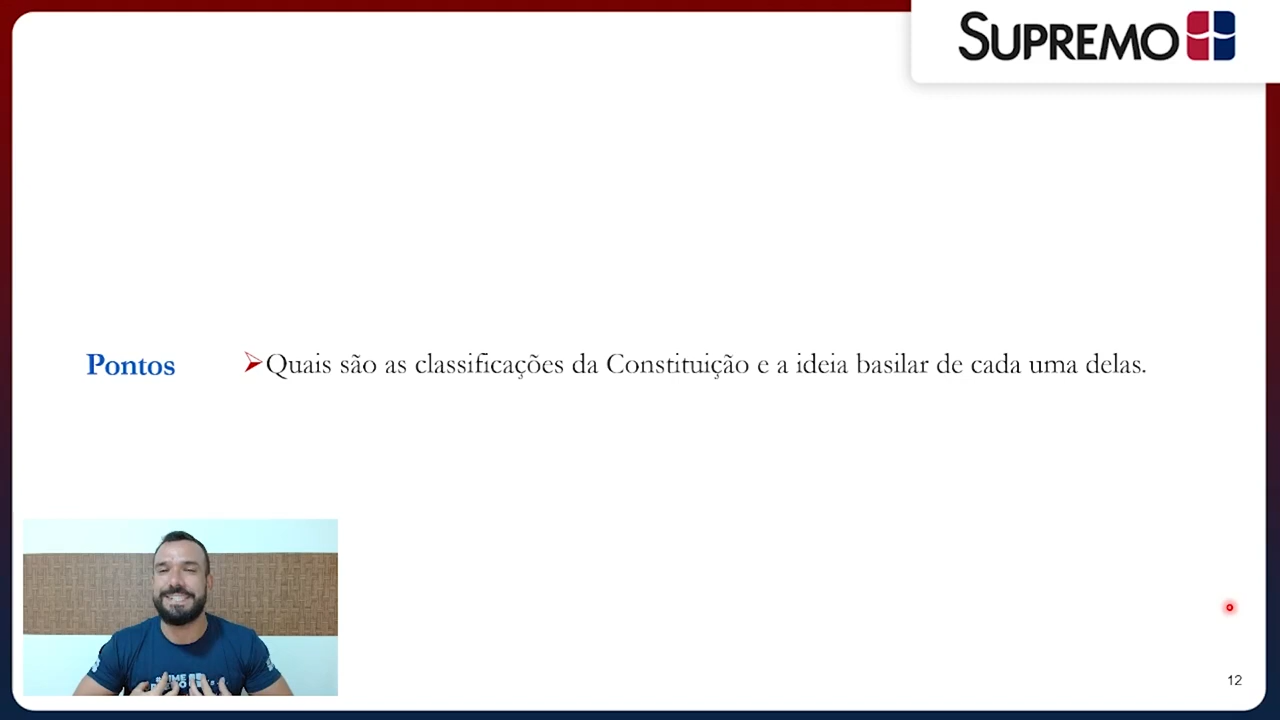 SUPREMO
Pontos
Quais são as classificações da Constituição e a ideia basilar de cada uma delas.
12